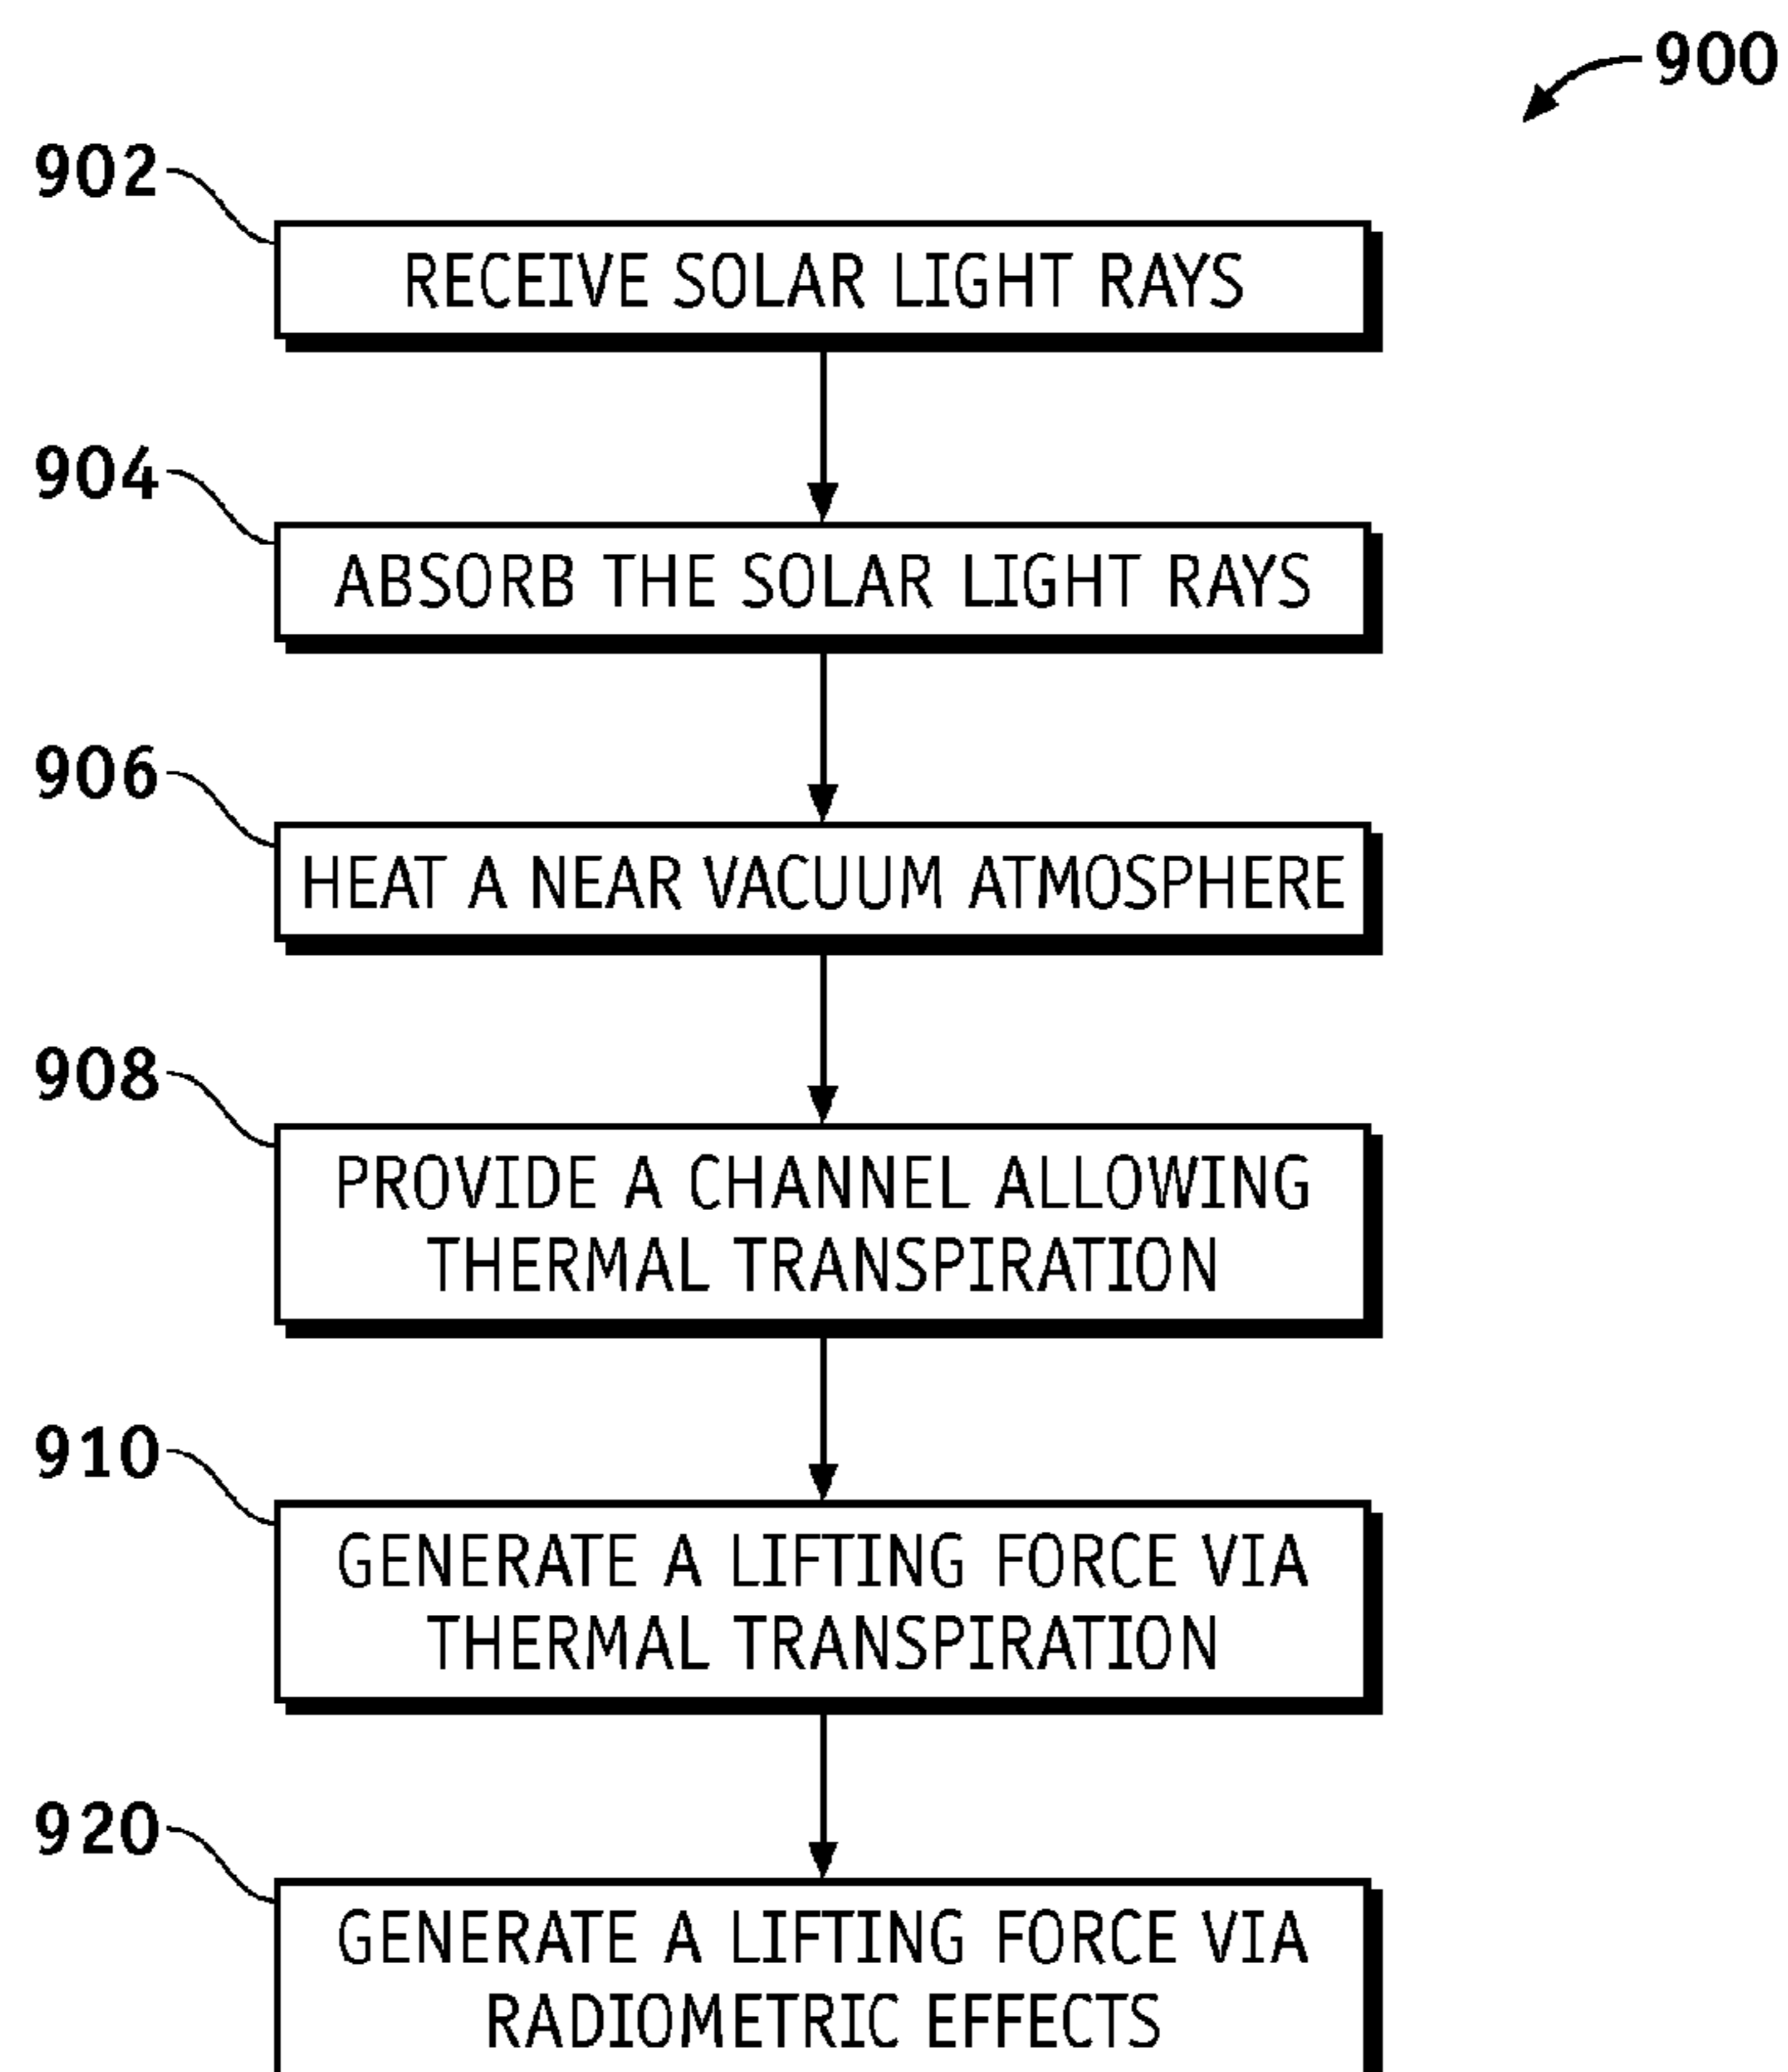 900
902
RECEIVE SOLAR LIGHT RAYS
904
ABSORB THE SOLAR LIGHT RAYS
906
HEAT A NEAR VACUUM ATMOSPHERE
908
PROVIDE A CHANNEL ALLOWING
THERMAL TRANSPIRATION
910
GENERATE A LIFTING FORCE VIA
THERMAL TRANSPIRATION
920
GENERATE A LIFTING FORCE VIA
RADIOMETRIC EFFECTS